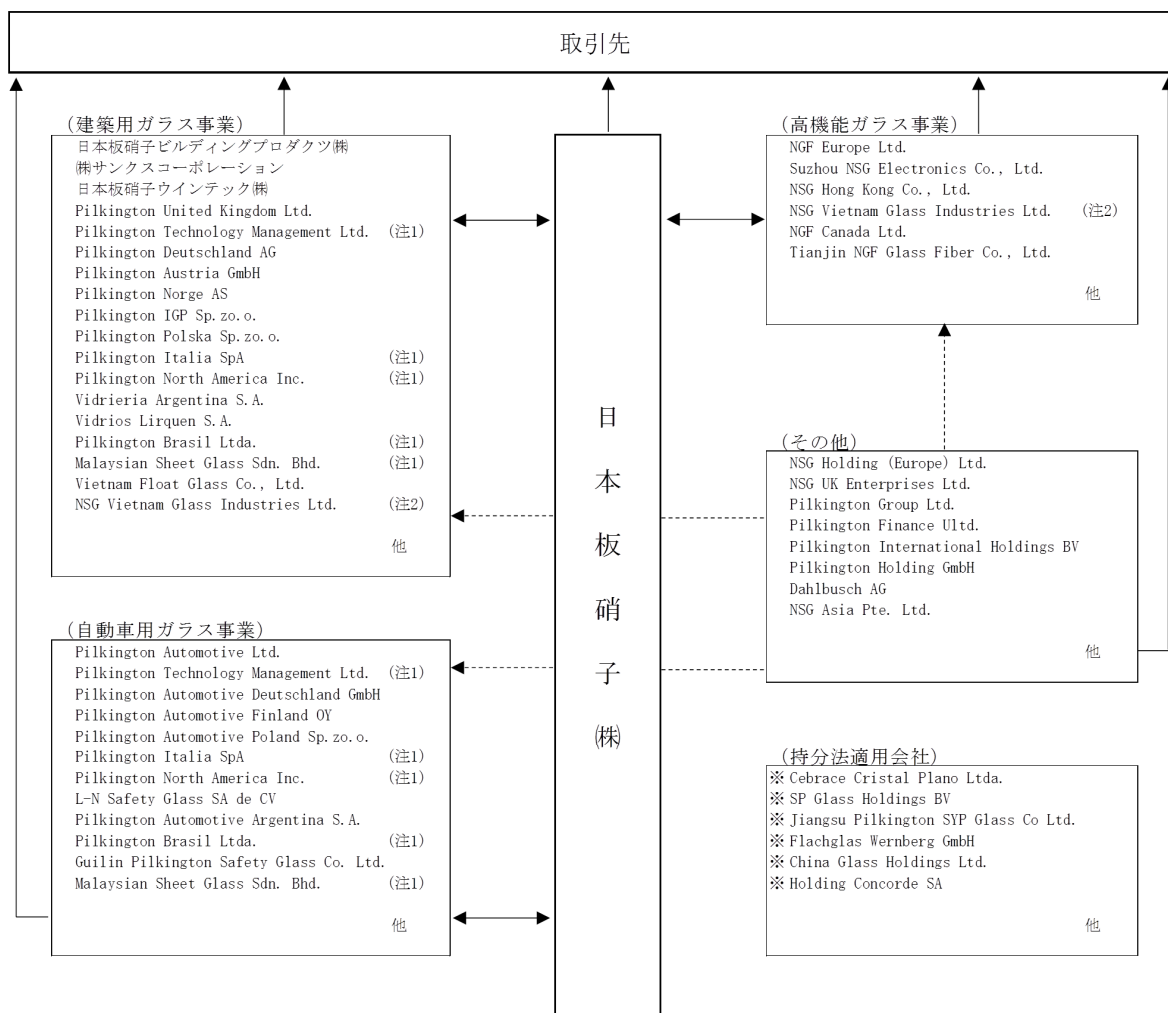 取引先
（建築用ガラス事業）
日本板硝子ビルディングプロダクツ㈱
㈱サンクスコーポレーション
日本板硝子ウインテック㈱
Pilkington United Kingdom Ltd.
Pilkington Technology Management Ltd. （注1）
Pilkington Deutschland AG
Pilkington Austria GmbH
Pilkington Norge AS
Pilkington IGP Sp.zo.o.
Pilkington Polska Sp.zo.o.
Pilkington Italia SpA （注1）
Pilkington North America Inc. （注1）
Vidrieria Argentina S.A.
Vidrios Lirquen S.A.
Pilkington Brasil Ltda. （注1）
Malaysian Sheet Glass Sdn. Bhd. （注1）
Vietnam Float Glass Co., Ltd.
NSG Vietnam Glass Industries Ltd. （注2）
他
（自動車用ガラス事業）
Pilkington Automotive Ltd.
Pilkington Technology Management Ltd. （注1）
Pilkington Automotive Deutschland GmbH
Pilkington Automotive Finland OY
Pilkington Automotive Poland Sp.zo.o.
Pilkington Italia SpA （注1）
Pilkington North America Inc. （注1）
L-N Safety Glass SA de CV
Pilkington Automotive Argentina S.A.
Pilkington Brasil Ltda. （注1）
Guilin Pilkington Safety Glass Co. Ltd.
Malaysian Sheet Glass Sdn. Bhd. （注1）
他
日本板硝子㈱
（高機能ガラス事業）
NGF Europe Ltd.
Suzhou NSG Electronics Co., Ltd.
NSG Hong Kong Co., Ltd.
NSG Vietnam Glass Industries Ltd. （注2）
NGF Canada Ltd.
Tianjin NGF Glass Fiber Co., Ltd.
他
（その他）
NSG Holding (Europe) Ltd.
NSG UK Enterprises Ltd.
Pilkington Group Ltd.
Pilkington Finance Ultd.
Pilkington International Holdings BV
Pilkington Holding GmbH
Dahlbusch AG
NSG Asia Pte. Ltd.
他
（持分法適用会社）
※ Cebrace Cristal Plano Ltda.
※ SP Glass Holdings BV
※ Jiangsu Pilkington SYP Glass Co Ltd.
※ Flachglas Wernberg GmbH
※ China Glass Holdings Ltd.
※ Holding Concorde SA
他